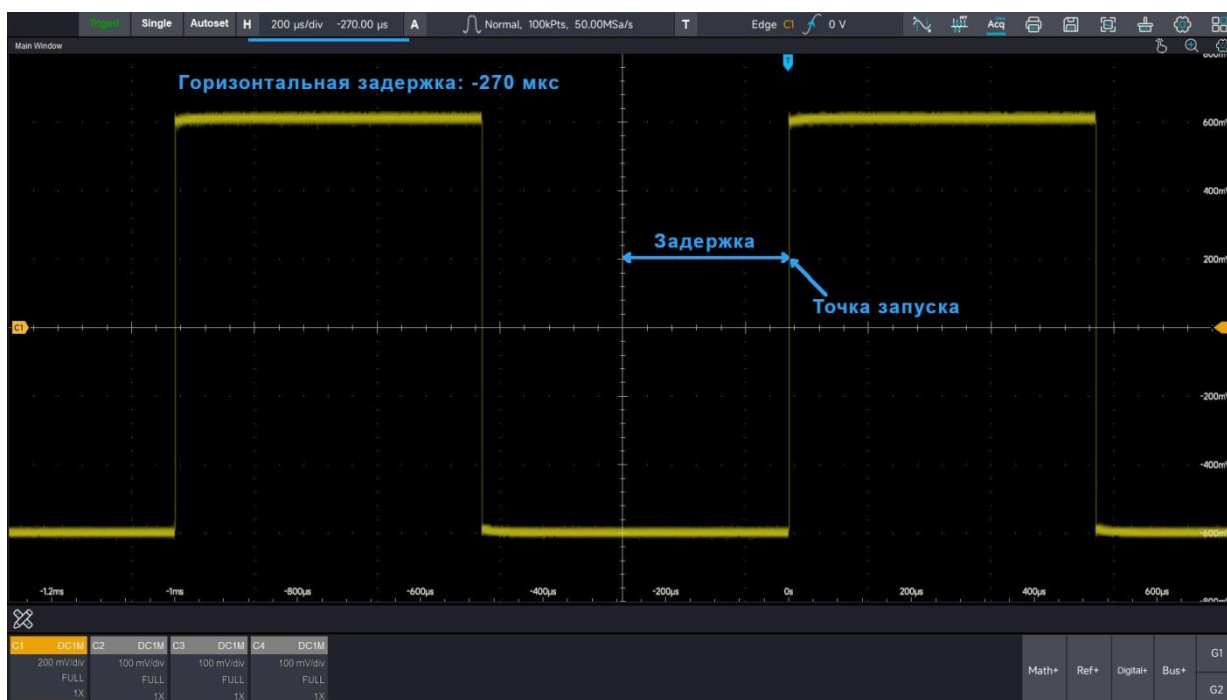 Triged Single Autoset H 200 µs/div -270.00 µs A Normal, 100kPts, 50.00MSa/s T Edge C1 0 V Acq
Main Window
800mV
T
Горизонтальная задержка: -270 мкс
600mV
400mV
Задержка
200mV
Точка запуска
C1
-200mV
-400mV
-600mV
-1.2ms -1ms -800µs -600µs -400µs -200µs 0s 200µs 400µs 600µs -800mV
C1 DC1M C2 DC1M C3 DC1M C4 DC1M
200 mV/div 100 mV/div 100 mV/div 100 mV/div
FULL FULL FULL FULL
1X 1X 1X 1X
Math+ Ref+ Digital+ Bus+
G1
G2